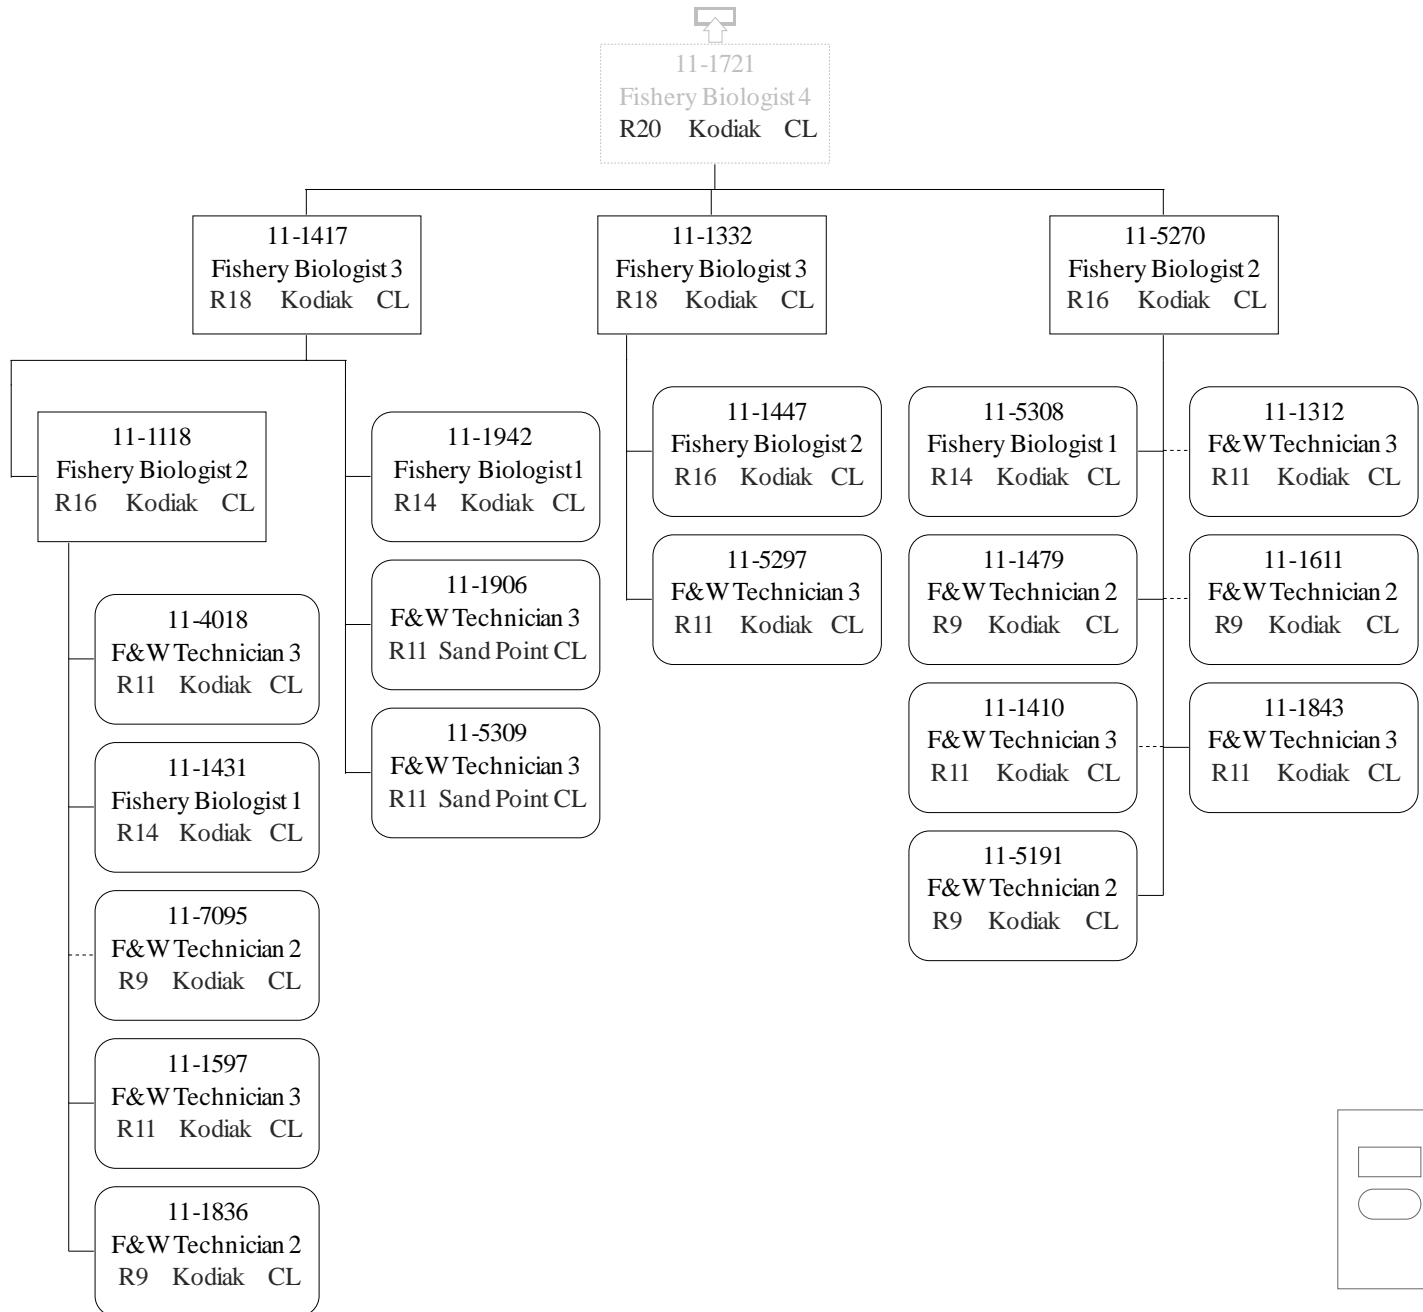 11-1721
Fishery Biologist 4
R20 Kodiak CL
11-1417
Fishery Biologist 3
R18 Kodiak CL
11-1332
Fishery Biologist 3
R18 Kodiak CL
11-5270
Fishery Biologist 2
R16 Kodiak CL
11-1118
Fishery Biologist 2
R16 Kodiak CL
11-4018
F&W Technician 3
R11 Kodiak CL
11-1431
Fishery Biologist 1
R14 Kodiak CL
11-7095
F&W Technician 2
R9 Kodiak CL
11-1597
F&W Technician 3
R11 Kodiak CL
11-1836
F&W Technician 2
R9 Kodiak CL
11-1942
Fishery Biologist1
R14 Kodiak CL
11-1906
F&W Technician 3
R11 Sand Point CL
11-5309
F&W Technician 3
R11 Sand Point CL
11-1447
Fishery Biologist 2
R16 Kodiak CL
11-5297
F&W Technician 3
R11 Kodiak CL
11-5308
Fishery Biologist 1
R14 Kodiak CL
11-1479
F&W Technician 2
R9 Kodiak CL
11-1410
F&W Technician 3
R11 Kodiak CL
11-5191
F&W Technician 2
R9 Kodiak CL
11-1312
F&W Technician 3
R11 Kodiak CL
11-1611
F&W Technician 2
R9 Kodiak CL
11-1843
F&W Technician 3
R11 Kodiak CL